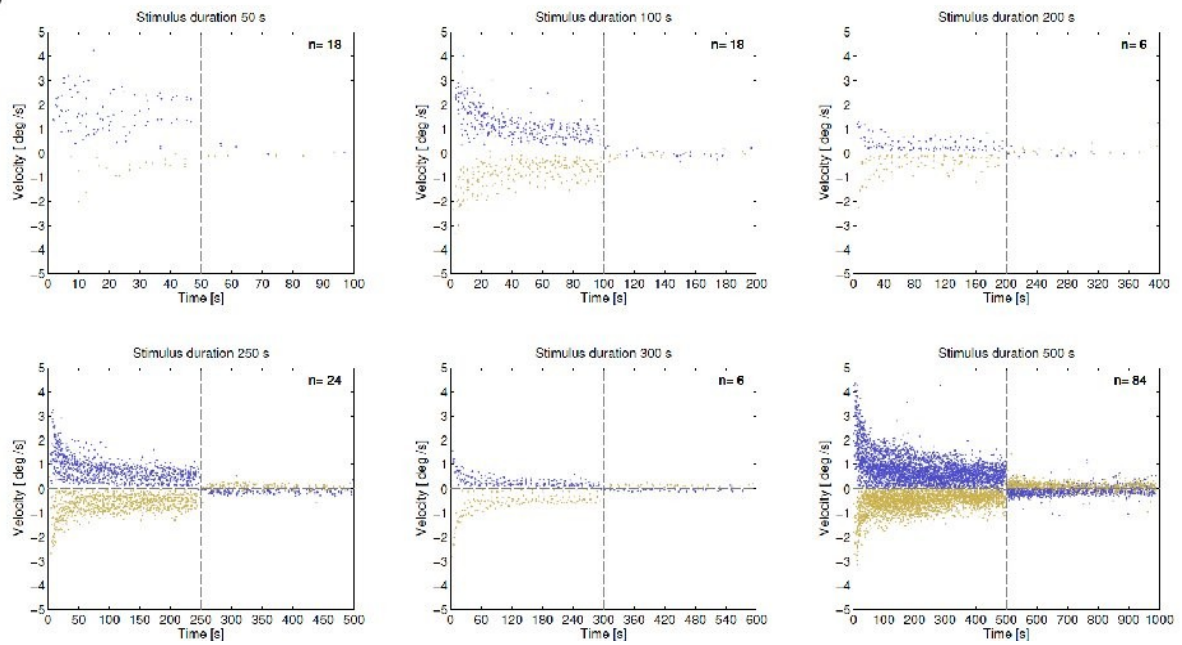 Stimulus duration 50 s
n= 18
5
4
3
2
1
0
−1
−2
−3
−4
−5
Velocity [ deg /s]
0 10 20 30 40 50 60 70 80 90 100
Time [s]
Stimulus duration 100 s
n= 18
5
4
3
2
1
0
−1
−2
−3
−4
−5
Velocity [ deg /s]
0 20 40 60 80 100 120 140 160 180 200
Time [s]
Stimulus duration 200 s
n= 6
5
4
3
2
1
0
−1
−2
−3
−4
−5
Velocity [ deg /s]
0 40 80 120 160 200 240 280 320 360 400
Time [s]
Stimulus duration 250 s
n= 24
5
4
3
2
1
0
−1
−2
−3
−4
−5
Velocity [ deg /s]
0 50 100 150 200 250 300 350 400 450 500
Time [s]
Stimulus duration 300 s
n= 6
5
4
3
2
1
0
−1
−2
−3
−4
−5
Velocity [ deg /s]
0 60 120 180 240 300 360 420 480 540 600
Time [s]
Stimulus duration 500 s
n= 84
5
4
3
2
1
0
−1
−2
−3
−4
−5
Velocity [ deg /s]
0 100 200 300 400 500 600 700 800 900 1000
Time [s]